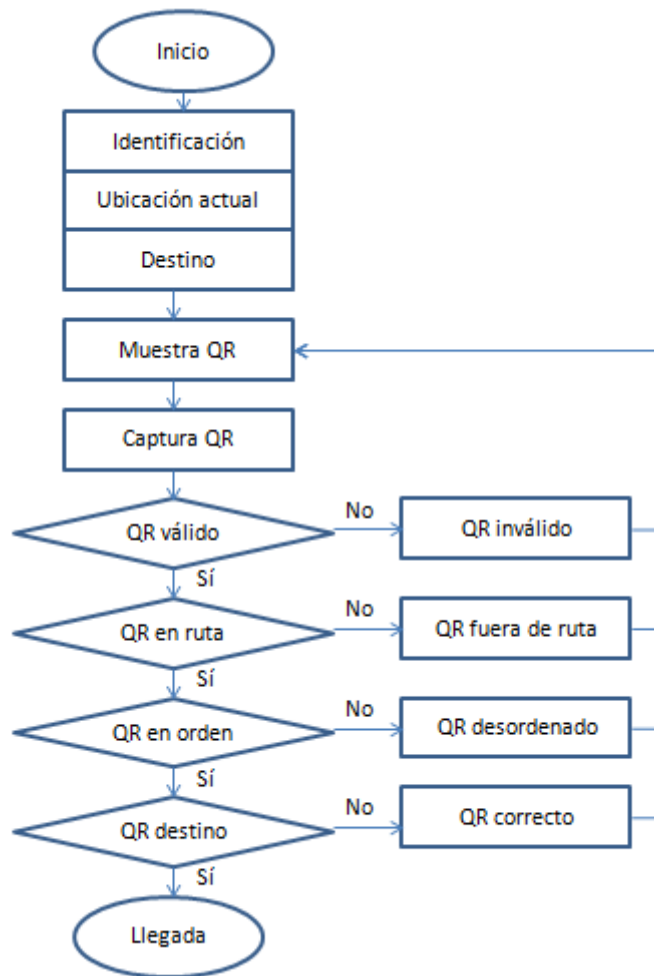 Inicio
Identificación
Ubicación actual
Destino
Muestra QR
Captura QR
QR válido
No
QR inválido
Sí
QR en ruta
No
QR fuera de ruta
Sí
QR en orden
No
QR desordenado
Sí
QR destino
No
QR correcto
Sí
Llegada